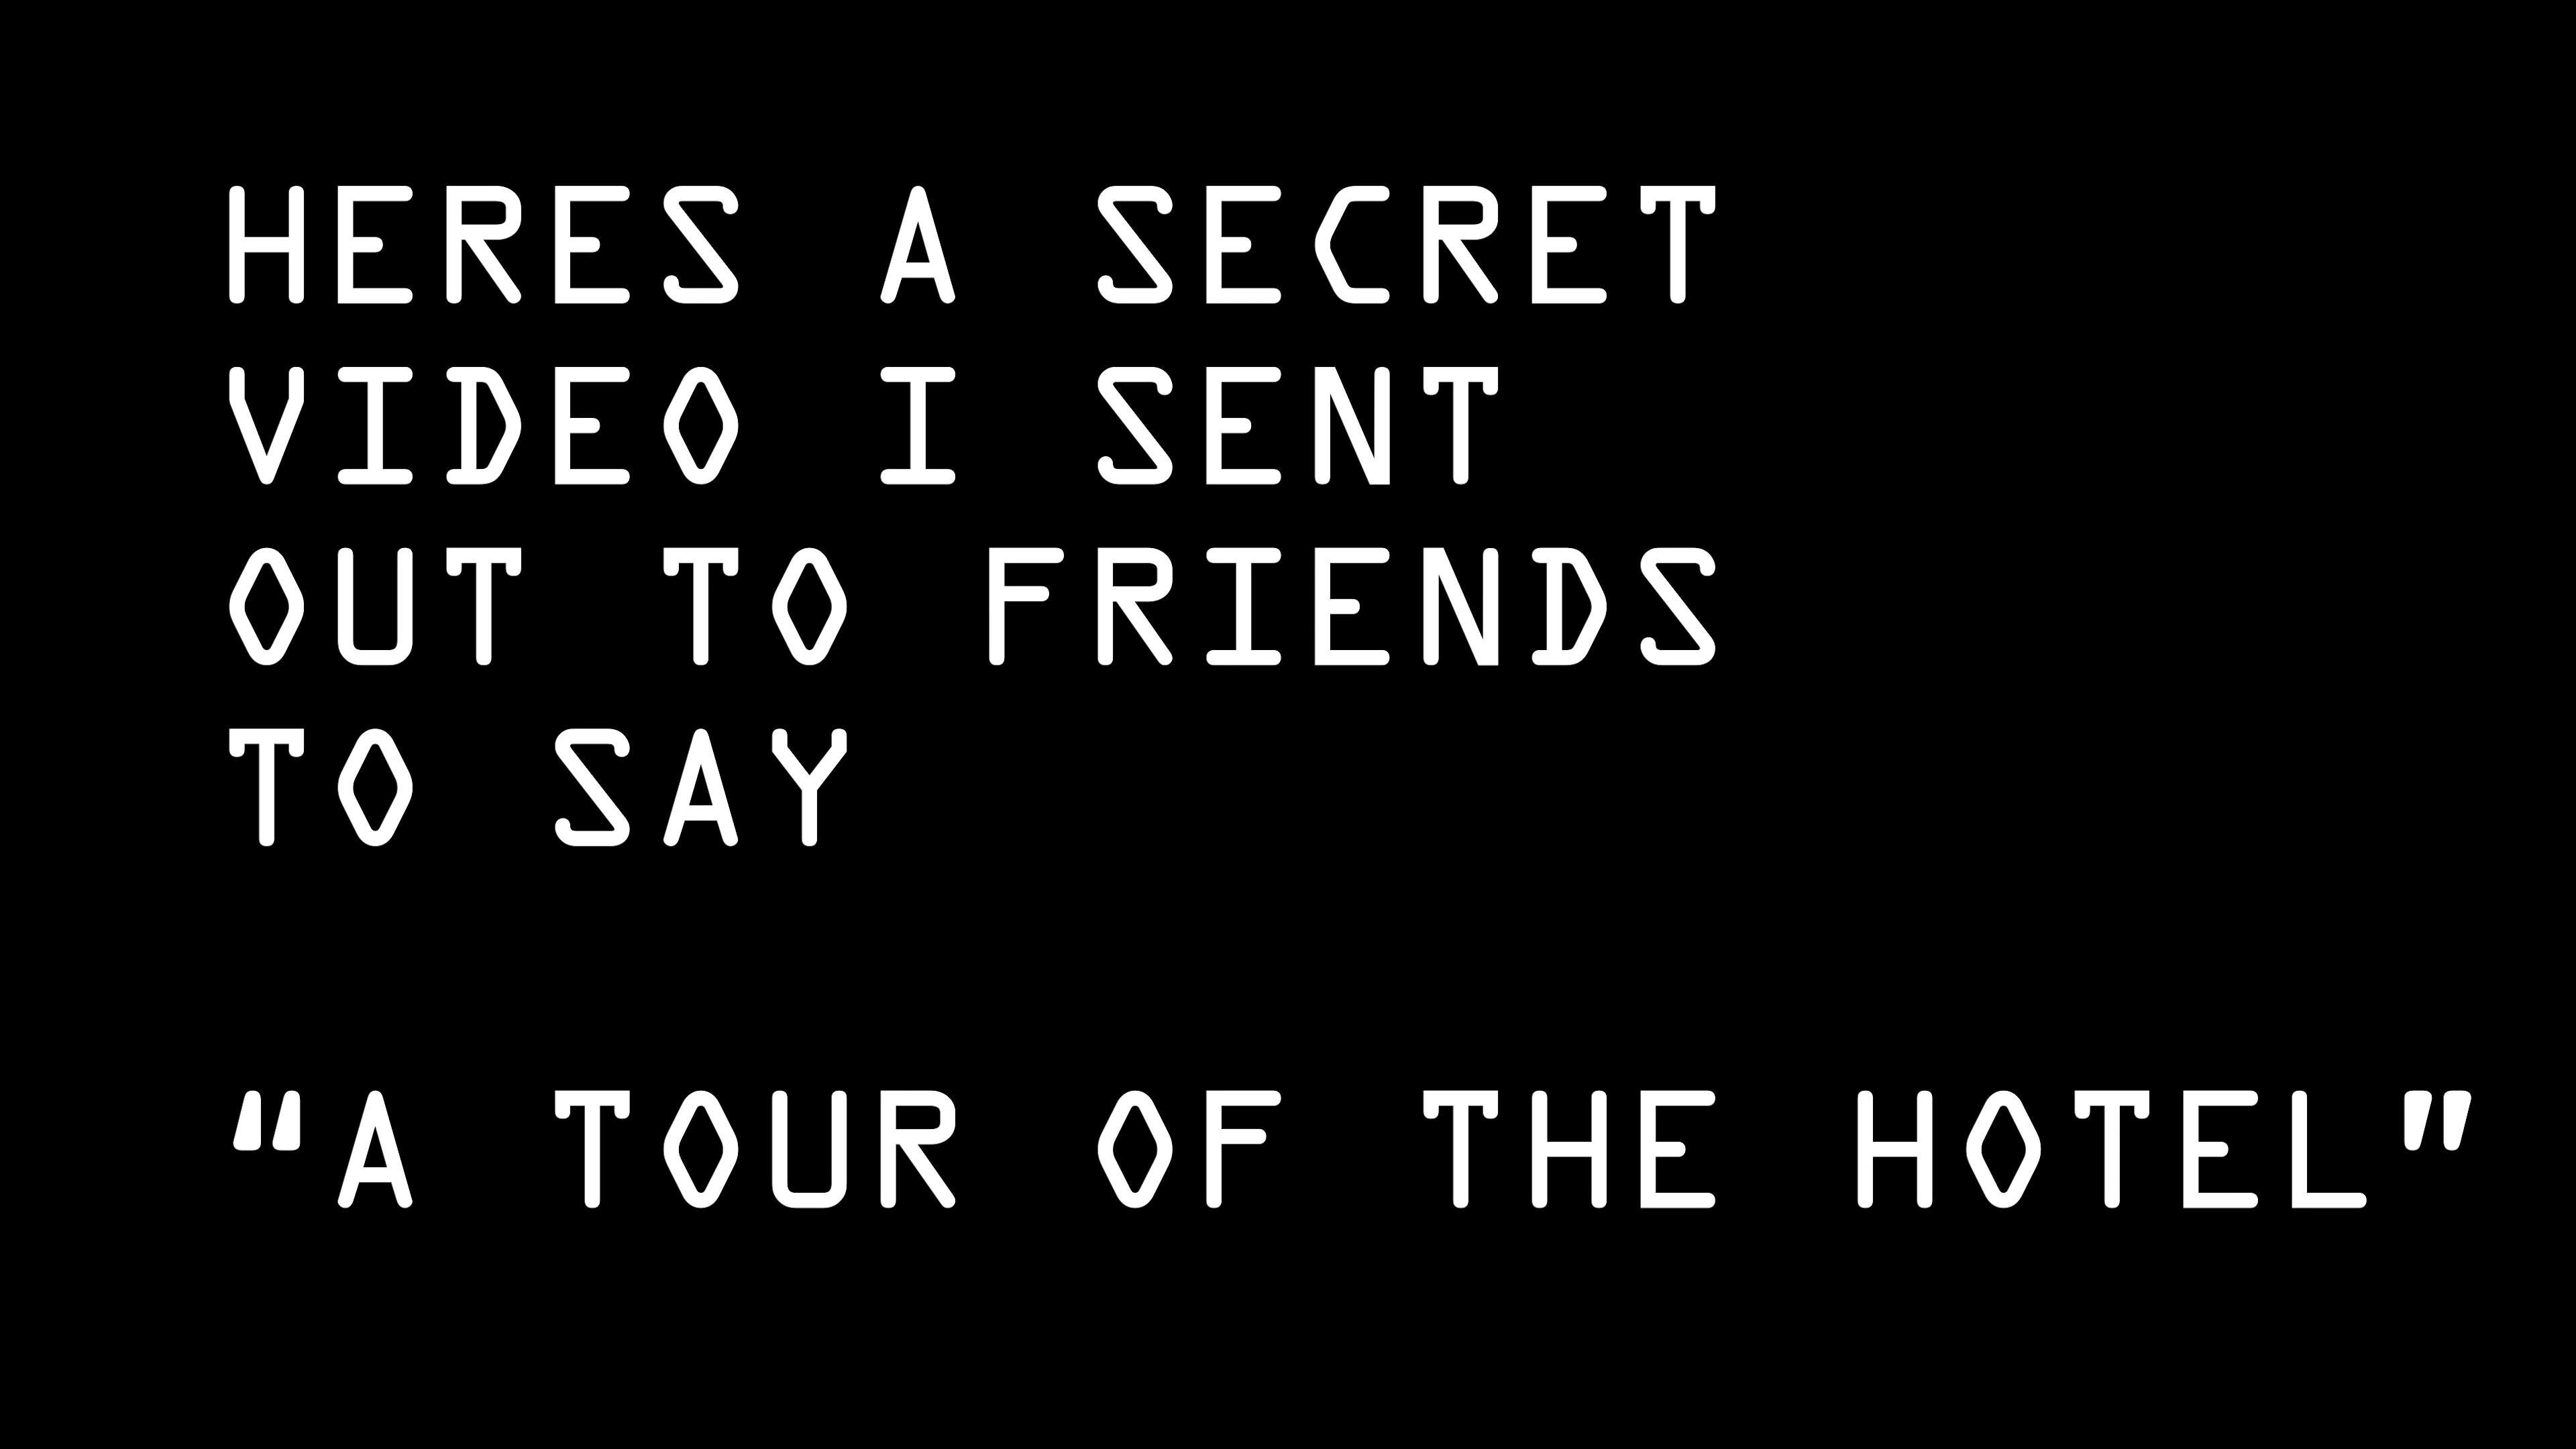 HERES A SECRET
VIDEO I SENT
OUT TO FRIENDS
TO SAY
“A TOUR OF THE HOTEL”